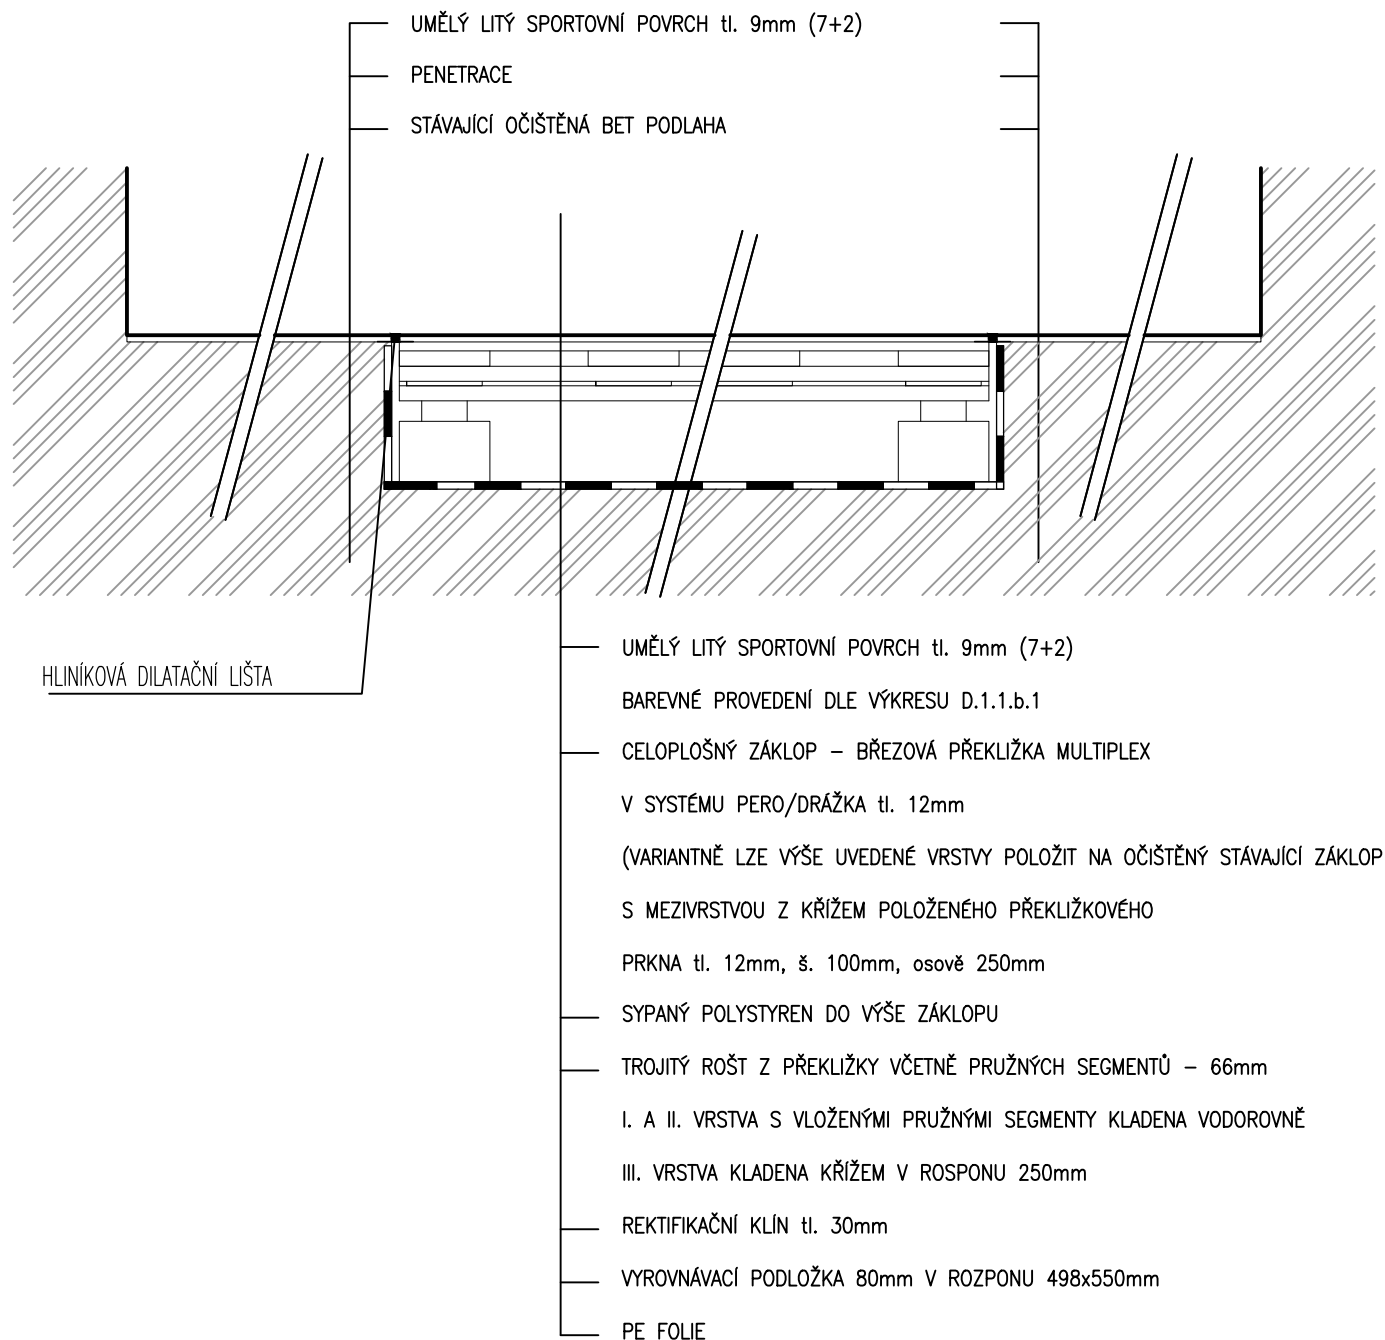 UMĚLÝ LITÝ SPORTOVNÍ POVRCH tl. 9mm (7+2)
PENETRACE
STÁVAJÍCÍ OČIŠTĚNÁ BET PODLAHA
HLINÍKOVÁ DILATAČNÍ LIŠTA
UMĚLÝ LITÝ SPORTOVNÍ POVRCH tl. 9mm (7+2)
BAREVNÉ PROVEDENÍ DLE VÝKRESU D.1.1.b.1
CELOPLOŠNÝ ZÁKLOP – BŘEZOVÁ PŘEKLIŽKA MULTIPLEX
V SYSTÉMU PERO/DRÁŽKA tl. 12mm
(VARIANTNĚ LZE VÝŠE UVEDENÉ VRSTVY POLOŽIT NA OČIŠTĚNÝ STÁVAJÍCÍ ZÁKLOP
S MEZIVRSTVOU Z KŘÍŽEM POLOŽENÉHO PŘEKLIŽKOVÉHO
PRKNA tl. 12mm, š. 100mm, osově 250mm
SYPANÝ POLYSTYREN DO VÝŠE ZÁKLOPU
TROJITÝ ROŠT Z PŘEKLIŽKY VČETNĚ PRUŽNÝCH SEGMENTŮ – 66mm
I. A II. VRSTVA S VLOŽENÝMI PRUŽNÝMI SEGMENTY KLADENA VODOROVNĚ
III. VRSTVA KLADENA KŘÍŽEM V ROSPONU 250mm
REKTIFIKAČNÍ KLÍN tl. 30mm
VYROVNÁVACÍ PODLOŽKA 80mm V ROZPONU 498x550mm
PE FOLIE